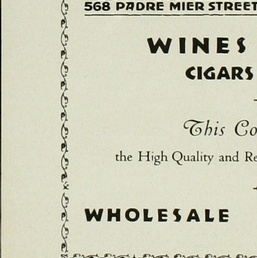 568 PADRE MIER STREET
WINES
CIGARS
This Co
the High Quality and Re
WHOLESALE